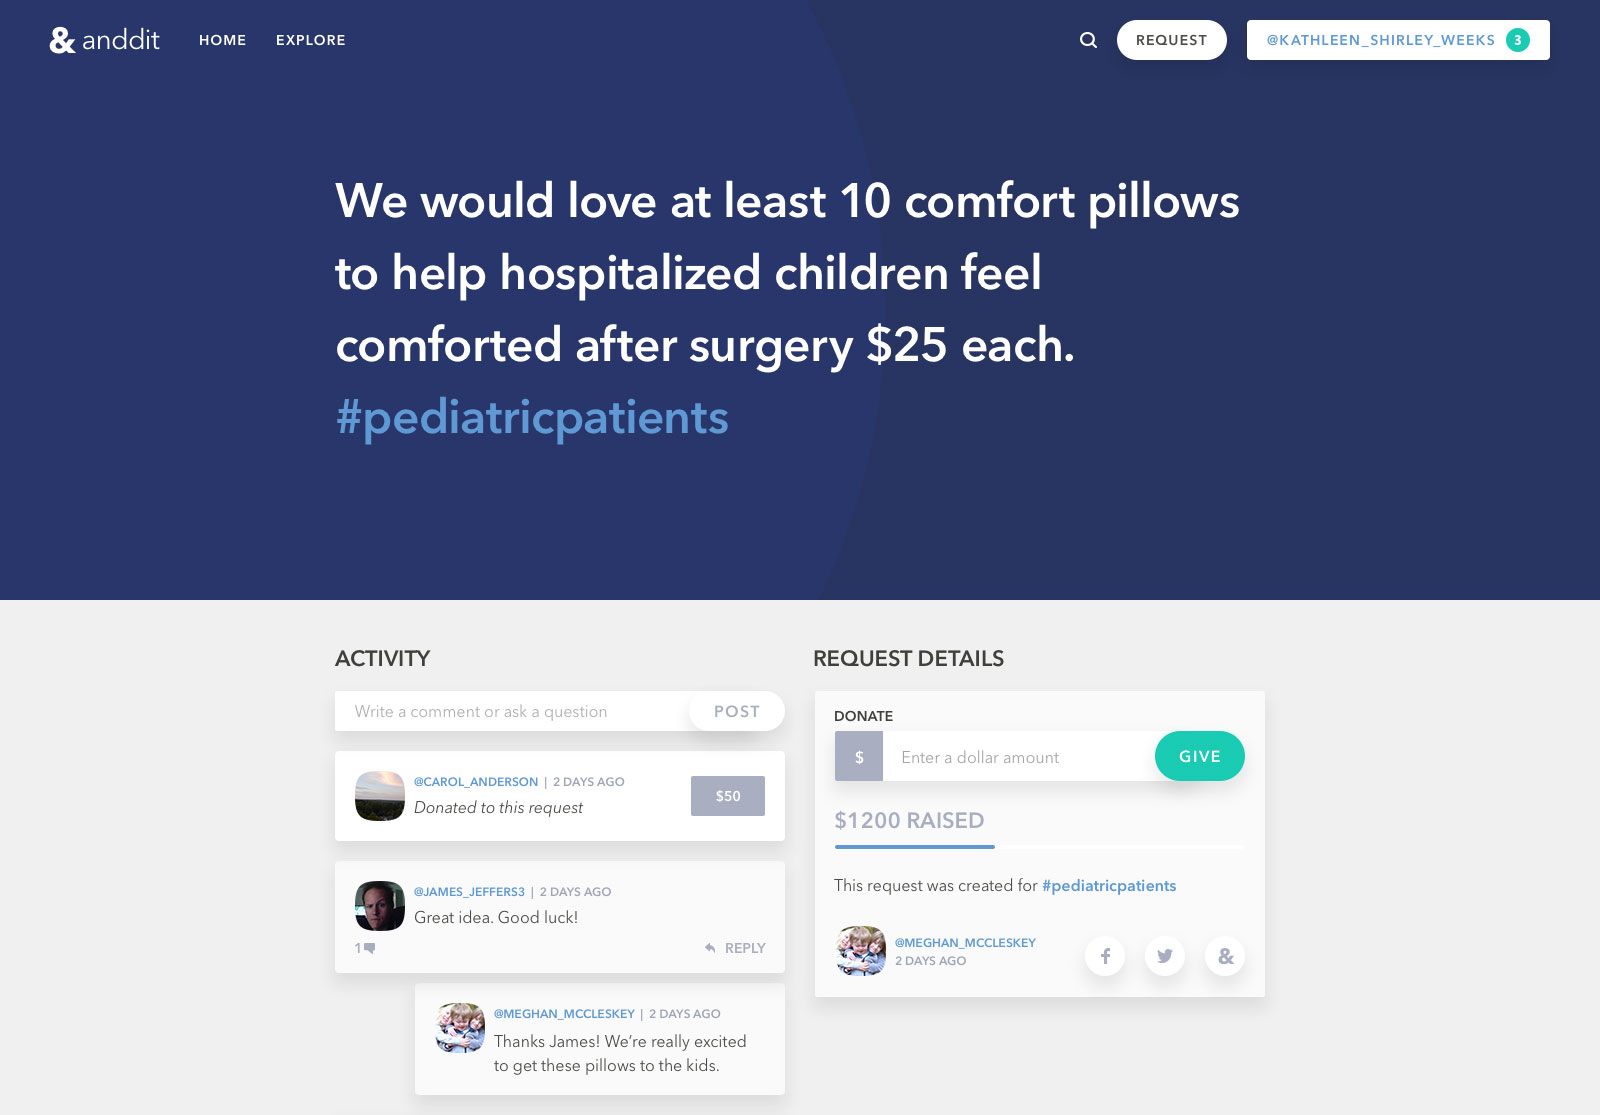 & anddit
HOME
EXPLORE
REQUEST
@KATHLEEN_SHIRLEY_WEEKS 3
We would love at least 10 comfort pillows
to help hospitalized children feel
comforted after surgery $25 each.
#pediatricpatients
ACTIVITY
Write a comment or ask a question
POST
@CAROL_ANDERSON | 2 DAYS AGO
Donated to this request
$50
@JAMES_JEFFERS3 | 2 DAYS AGO
Great idea. Good luck!
1
REPLY
@MEGHAN_MCCLESKEY | 2 DAYS AGO
Thanks James! We’re really excited
to get these pillows to the kids.
REQUEST DETAILS
DONATE
$
Enter a dollar amount
GIVE
$1200 RAISED
This request was created for #pediatricpatients
@MEGHAN_MCCLESKEY
2 DAYS AGO
&